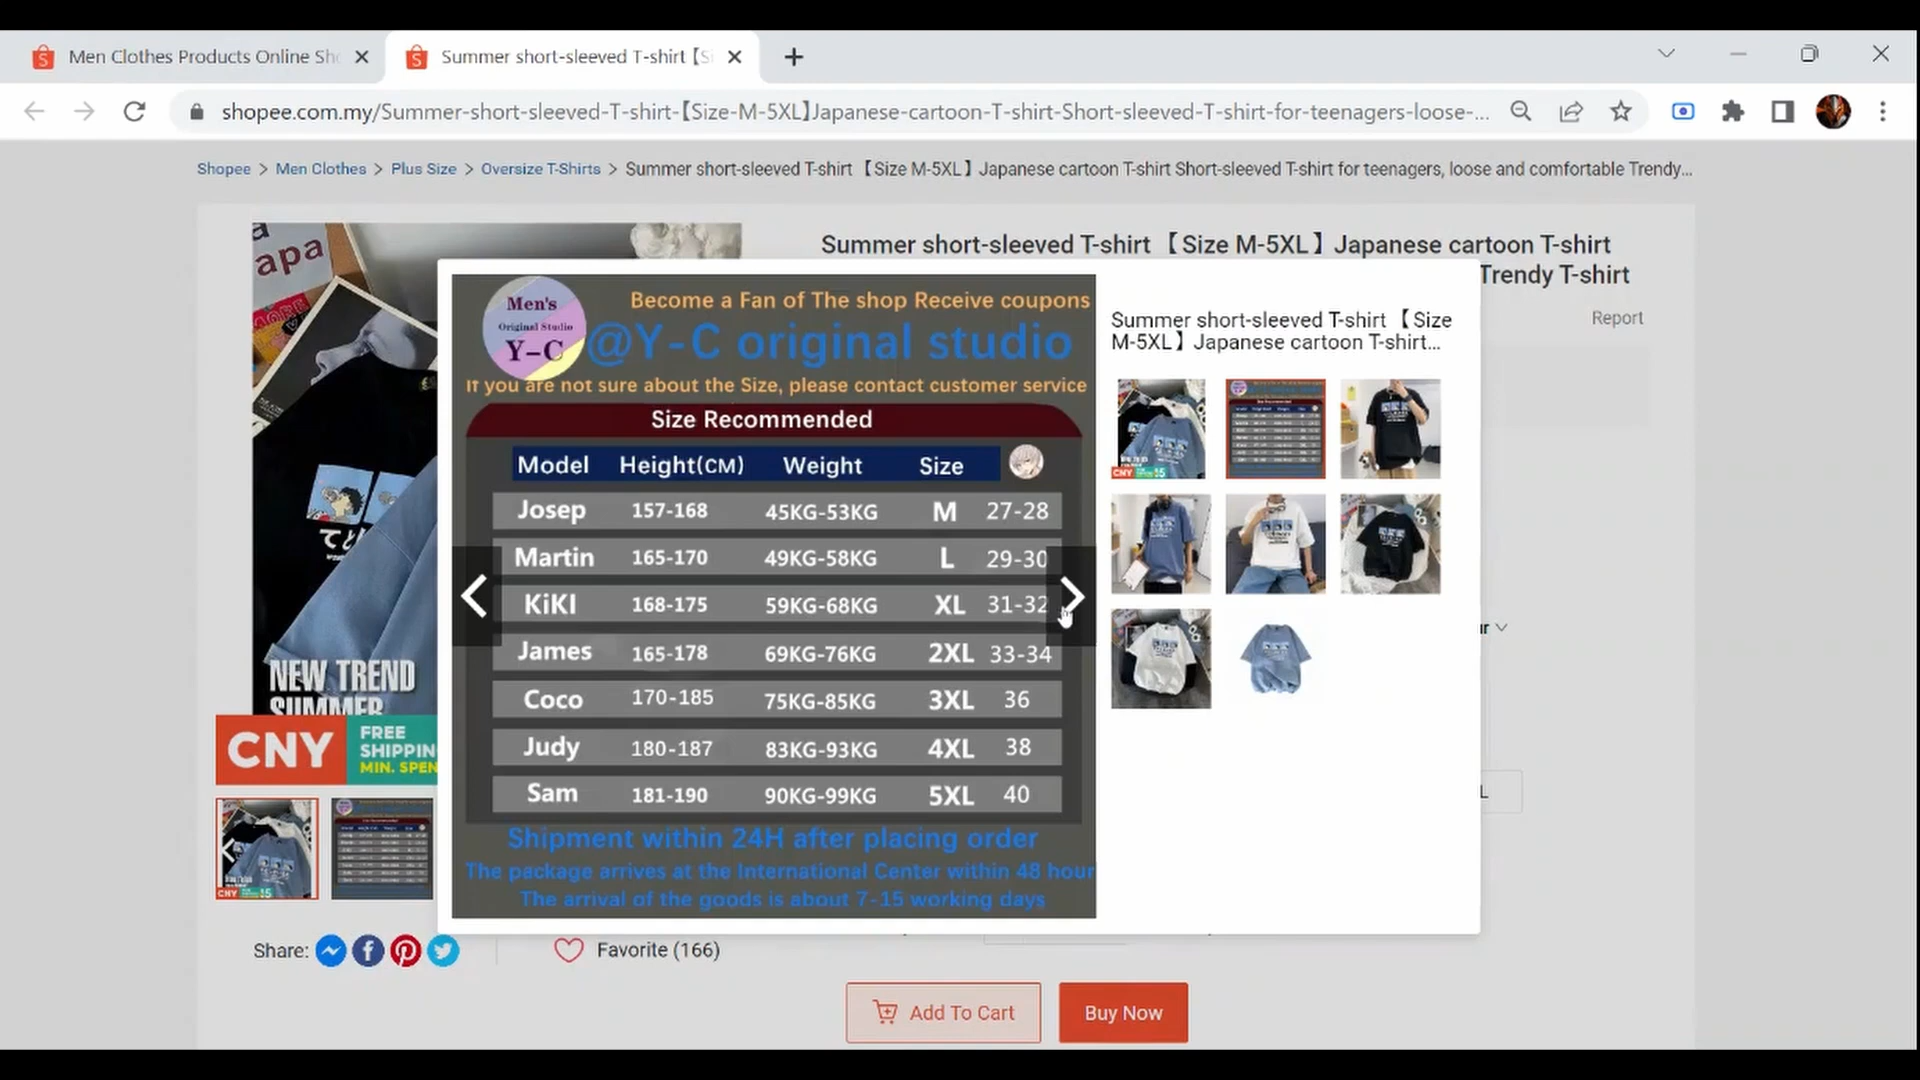 Men Clothes Products Online Sho
Summer short-sleeved T-shirt 【Si
shopee.com.my/Summer-short-sleeved-T-shirt-【Size-M-5XL】Japanese-cartoon-T-shirt-Short-sleeved-T-shirt-for-teenagers-loose-...
Shopee > Men Clothes > Plus Size > Oversize T-Shirts > Summer short-sleeved T-shirt 【Size M-5XL】Japanese cartoon T-shirt Short-sleeved T-shirt for teenagers, loose and comfortable Trendy...
Summer short-sleeved T-shirt 【Size M-5XL】Japanese cartoon T-shirt
Trendy T-shirt
Report
apa
NEW TREND
SUMMER
CNY
FREE
SHIPPIN
MIN. SPEN
Men's
Original Studio
Y-C
Become a Fan of The shop Receive coupons
@Y-C original studio
If you are not sure about the Size, please contact customer service
Size Recommended
Model Height(CM) Weight Size
Josep 157-168 45KG-53KG M 27-28
Martin 165-170 49KG-58KG L 29-30
KiKI 168-175 59KG-68KG XL 31-32
James 165-178 69KG-76KG 2XL 33-34
Coco 170-185 75KG-85KG 3XL 36
Judy 180-187 83KG-93KG 4XL 38
Sam 181-190 90KG-99KG 5XL 40
Shipment within 24H after placing order
The package arrives at the International Center within 48 hour
The arrival of the goods is about 7-15 working days
Summer short-sleeved T-shirt 【Size
M-5XL】Japanese cartoon T-shirt...
CNY
ur
L
CNY
Share:
Favorite (166)
Add To Cart
Buy Now